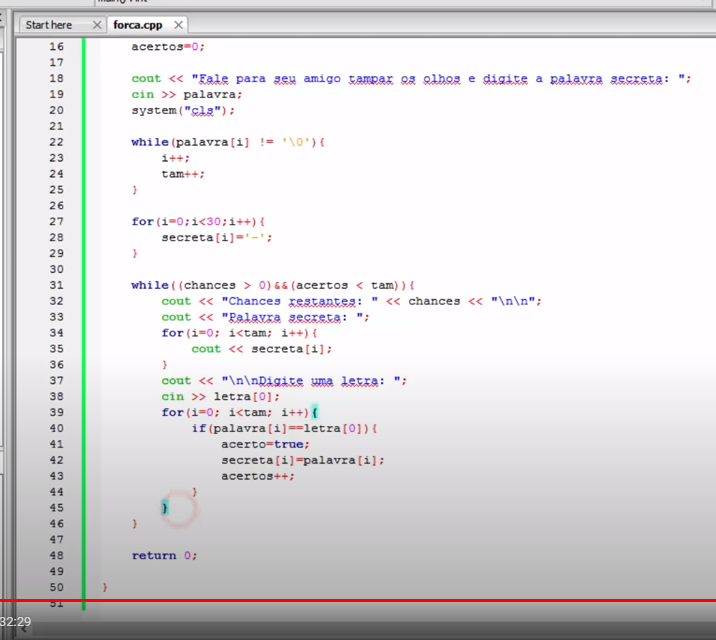 Start here
forca.cpp
16 acertos=0;
17
18 cout << "Fale para seu amigo tampar os olhos e digite a palavra secreta: ";
19 cin >> palavra;
20 system("cls");
21
22 while(palavra[i] != '\0'){
23 i++;
24 tam++;
25 }
26
27 for(i=0;i<30;i++){
28 secreta[i]='-';
29 }
30
31 while((chances > 0)&&(acertos < tam)){
32 cout << "Chances restantes: " << chances << "\n\n";
33 cout << "Palavra secreta: ";
34 for(i=0; i<tam; i++){
35 cout << secreta[i];
36 }
37 cout << "\n\nDigite uma letra: ";
38 cin >> letra[0];
39 for(i=0; i<tam; i++){
40 if(palavra[i]==letra[0]){
41 acerto=true;
42 secreta[i]=palavra[i];
43 acertos++;
44 }
45 }
46 }
47
48 return 0;
49
50 }
51
32:29